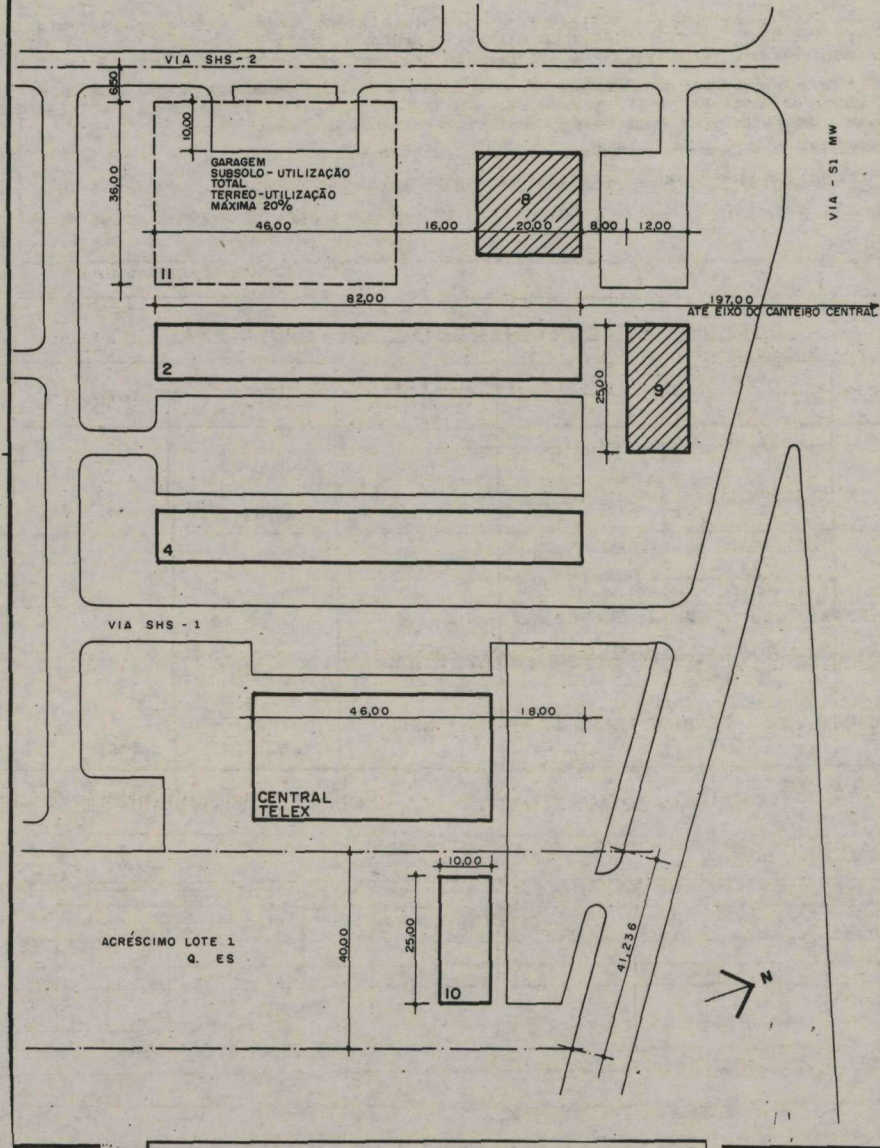 VIA SHS-2
6,50
10,00
36,00
GARAGEM
SUBSOLO-UTILIZAÇÃO
TOTAL
TERREO-UTILIZAÇÃO
MÁXIMA 20%
46,00
16,00
20,00
8,00
12,00
8
11
VIA - S1 MW
82,00
197,00
ATÉ EIXO DO CANTEIRO CENTRAL
2
25,00
9
4
VIA SHS - 1
46,00
18,00
CENTRAL
TELEX
10,00
25,00
40,00
41,236
ACRÉSCIMO LOTE 1
Q. ES
10
N